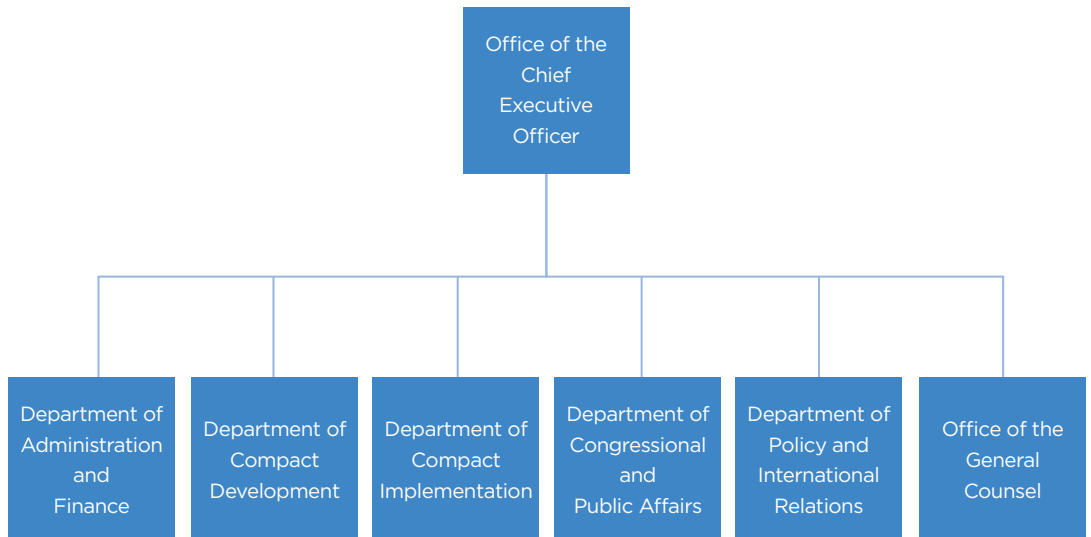 Office of the
Chief
Executive
Officer
Department of
Administration
and
Finance
Department of
Compact
Development
Department of
Compact
Implementation
Department of
Congressional
and
Public Affairs
Department of
Policy and
International
Relations
Office of the
General
Counsel